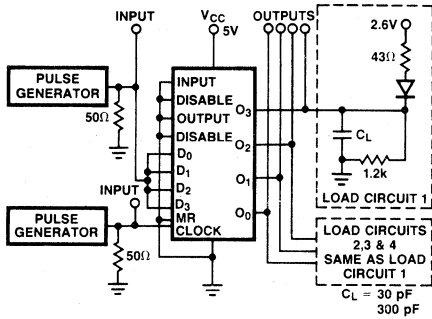 INPUT
VCC
5V
OUTPUTS
2.6V
43Ω
PULSE
GENERATOR
50Ω
INPUT
DISABLE
OUTPUT
DISABLE
D0
D1
D2
D3
MR
CLOCK
O3
O2
O1
O0
CL
1.2k
LOAD CIRCUIT 1
INPUT
PULSE
GENERATOR
50Ω
LOAD CIRCUITS
2,3 & 4
SAME AS LOAD
CIRCUIT 1
CL = 30 pF
300 pF